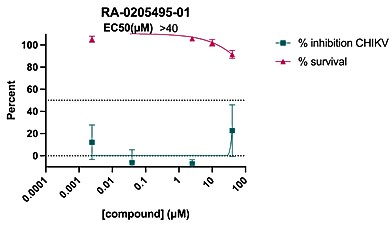 RA-0205495-01
EC50(μM) >40
% inhibition CHIKV
% survival
Percent
100
80
60
40
20
0
0.0001
0.001
0.01
0.1
1
10
100
[compound] (μM)